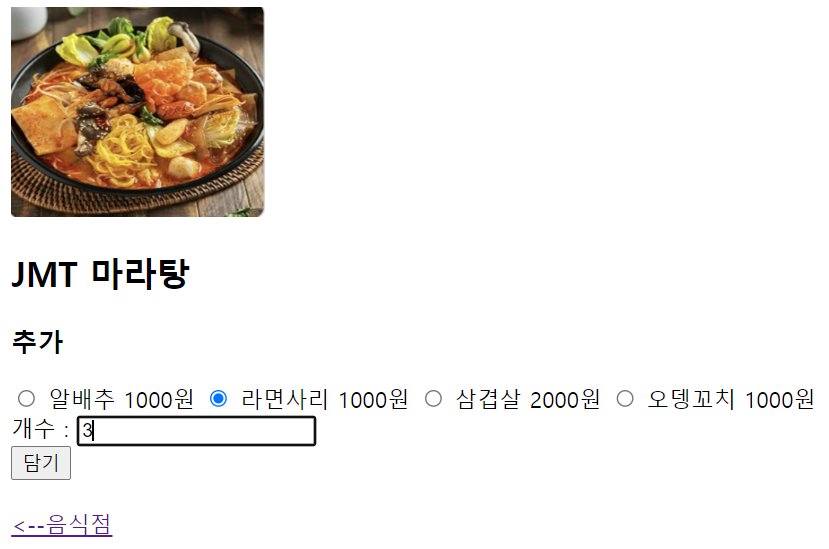 JMT 마라탕
추가
알배추 1000원 라면사리 1000원 삼겹살 2000원 오뎅꼬치 1000원
개수 : 3
담기
<--음식점